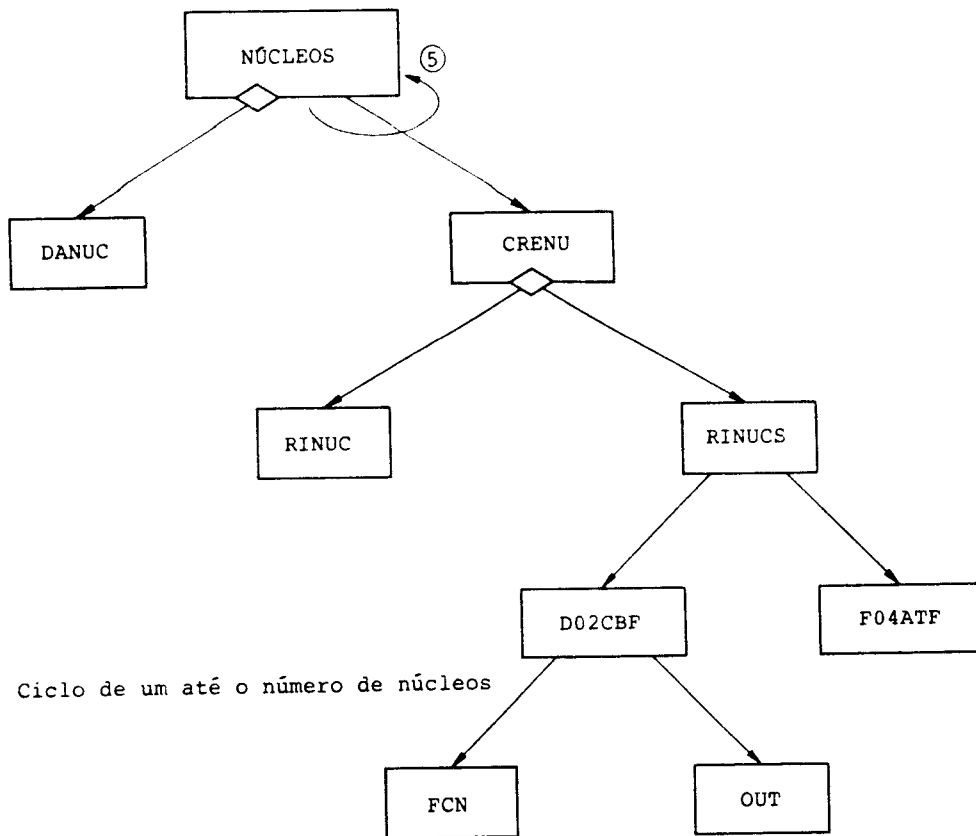 NÚCLEOS
5
DANUC
CRENU
RINUC
RINUCS
D02CBF
F04ATF
Ciclo de um até o número de núcleos
FCN
OUT